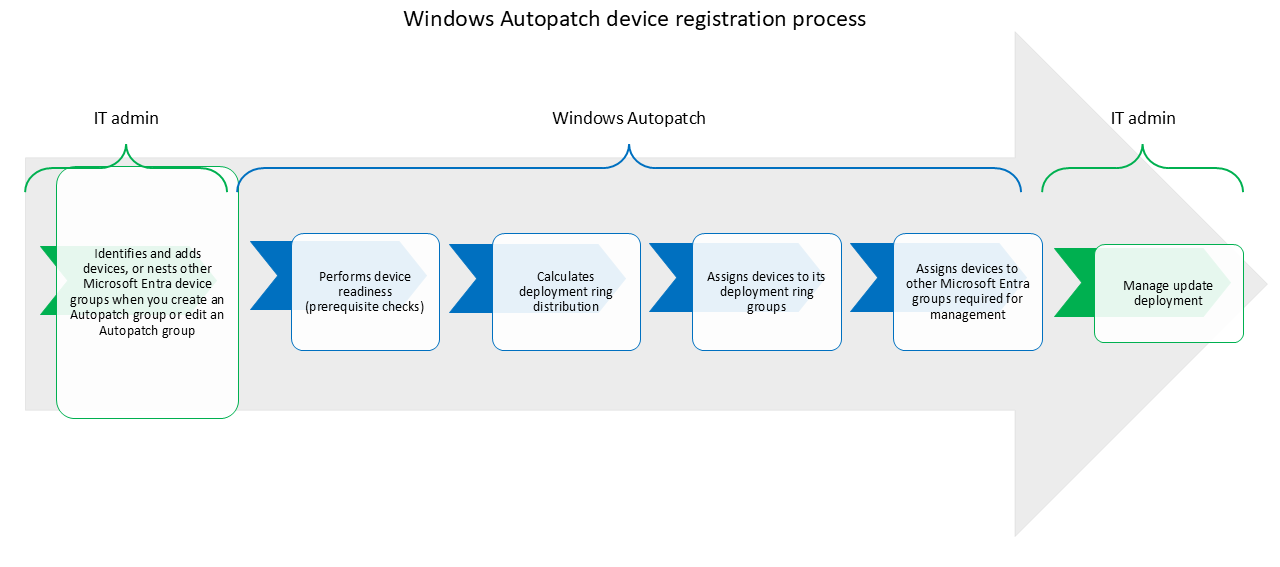 Windows Autopatch device registration process
IT admin
Windows Autopatch
IT admin
Identifies and adds
devices, or nests other
Microsoft Entra device
groups when you create an
Autopatch group or edit an
Autopatch group
Performs device
readiness
(prerequisite checks)
Calculates
deployment ring
distribution
Assigns devices to its
deployment ring
groups
Assigns devices to
other Microsoft Entra
groups required for
management
Manage update
deployment